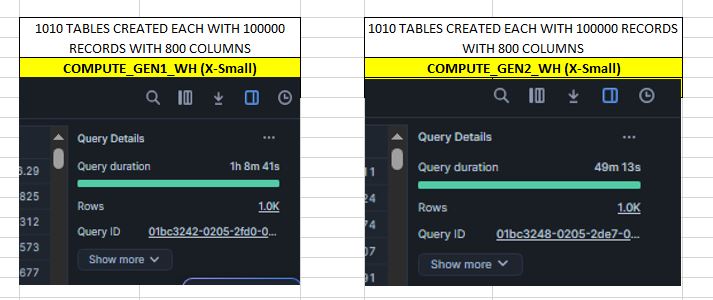 1010 TABLES CREATED EACH WITH 100000
RECORDS WITH 800 COLUMNS
COMPUTE_GEN1_WH (X-Small)
Query Details
...
Query duration 1h 8m 41s
Rows 1.0K
Query ID 01bc3242-0205-2fd0-0...
Show more
3.29
825
312
573
677
1010 TABLES CREATED EACH WITH 100000 RECORDS
WITH 800 COLUMNS
COMPUTE_GEN2_WH (X-Small)
Query Details
...
Query duration 49m 13s
Rows 1.0K
Query ID 01bc3248-0205-2de7-0...
Show more
11
24
74
07
91